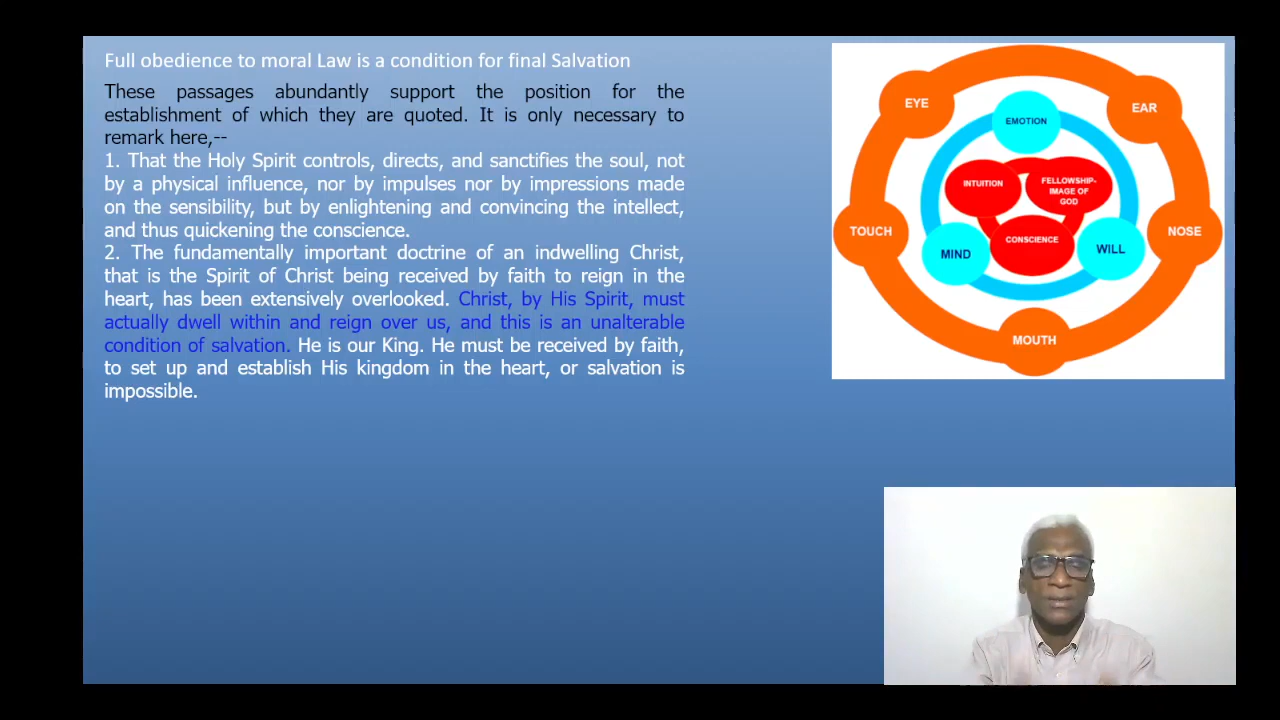 Full obedience to moral Law is a condition for final Salvation
These passages abundantly support the position for the
establishment of which they are quoted. It is only necessary to
remark here,--
1. That the Holy Spirit controls, directs, and sanctifies the soul, not
by a physical influence, nor by impulses nor by impressions made
on the sensibility, but by enlightening and convincing the intellect,
and thus quickening the conscience.
2. The fundamentally important doctrine of an indwelling Christ,
that is the Spirit of Christ being received by faith to reign in the
heart, has been extensively overlooked. Christ, by His Spirit, must
actually dwell within and reign over us, and this is an unalterable
condition of salvation. He is our King. He must be received by faith,
to set up and establish His kingdom in the heart, or salvation is
impossible.
EYE
EAR
EMOTION
INTUITION
FELLOWSHIP-
IMAGE OF
GOD
TOUCH
CONSCIENCE
NOSE
MIND
WILL
MOUTH